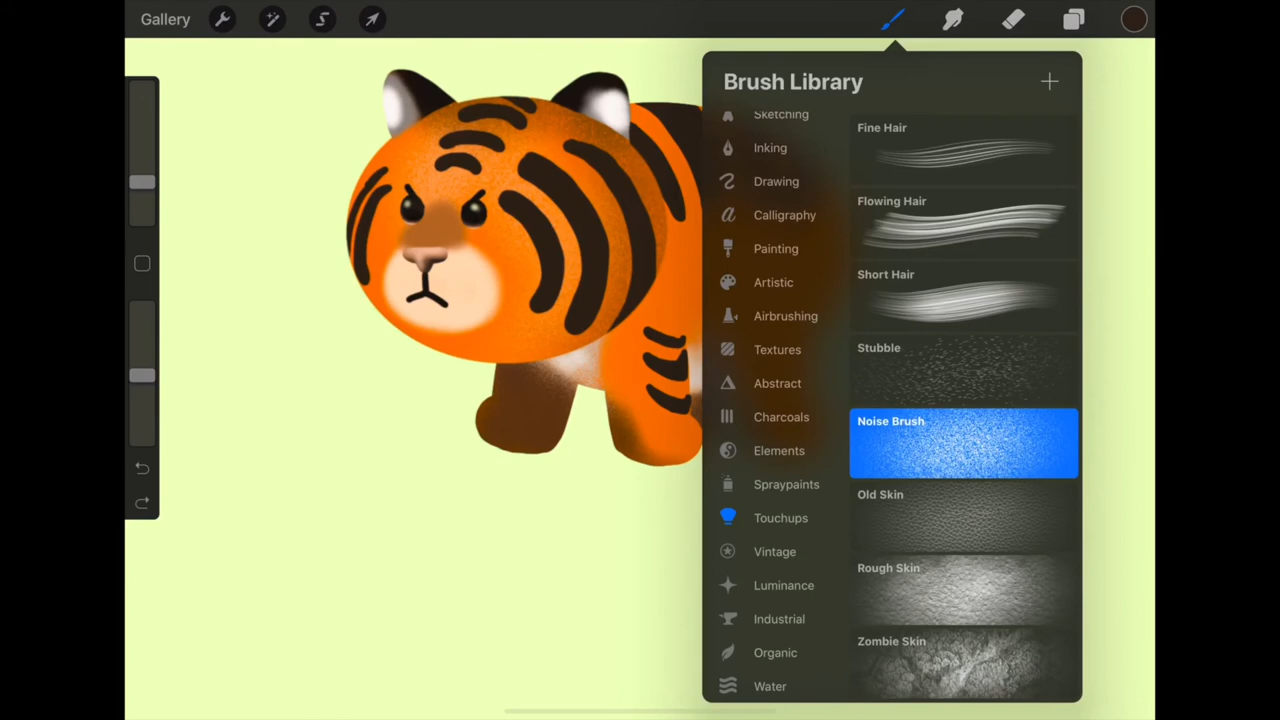 Gallery
Brush Library
Sketching
Inking
Drawing
Calligraphy
Painting
Artistic
Airbrushing
Textures
Abstract
Charcoals
Elements
Spraypaints
Touchups
Vintage
Luminance
Industrial
Organic
Water
Fine Hair
Flowing Hair
Short Hair
Stubble
Noise Brush
Old Skin
Rough Skin
Zombie Skin